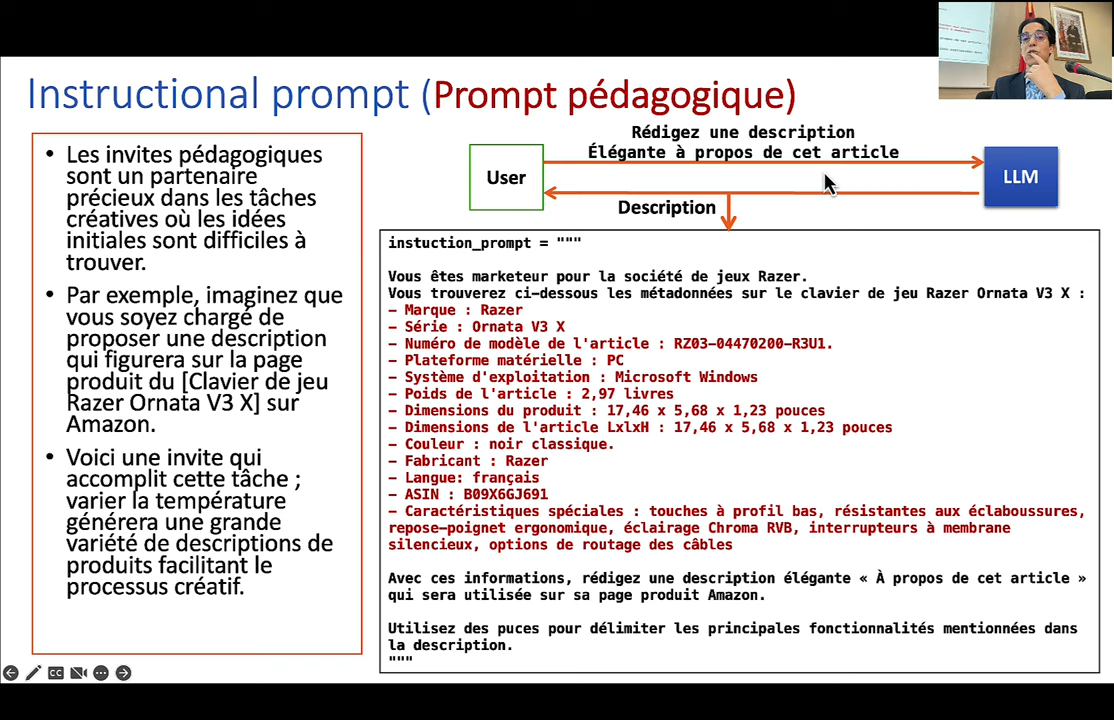 Instructional prompt (Prompt pédagogique)
• Les invites pédagogiques
sont un partenaire
précieux dans les tâches
créatives où les idées
initiales sont difficiles à
trouver.
• Par exemple, imaginez que
vous soyez chargé de
proposer une description
qui figurera sur la page
produit du [Clavier de jeu
Razer Ornata V3 X] sur
Amazon.
• Voici une invite qui
accomplit cette tâche ;
varier la température
générera une grande
variété de descriptions de
produits facilitant le
processus créatif.
Rédigez une description
Élégante à propos de cet article
User
LLM
Description
instuction_prompt = """
Vous êtes marketeur pour la société de jeux Razer.
Vous trouverez ci-dessous les métadonnées sur le clavier de jeu Razer Ornata V3 X :
– Marque : Razer
– Série : Ornata V3 X
– Numéro de modèle de l'article : RZ03-04470200-R3U1.
– Plateforme matérielle : PC
– Système d'exploitation : Microsoft Windows
– Poids de l'article : 2,97 livres
– Dimensions du produit : 17,46 x 5,68 x 1,23 pouces
– Dimensions de l'article LxlxH : 17,46 x 5,68 x 1,23 pouces
– Couleur : noir classique.
– Fabricant : Razer
– Langue: français
– ASIN : B09X6GJ691
– Caractéristiques spéciales : touches à profil bas, résistantes aux éclaboussures,
repose-poignet ergonomique, éclairage Chroma RVB, interrupteurs à membrane
silencieux, options de routage des câbles
Avec ces informations, rédigez une description élégante « À propos de cet article »
qui sera utilisée sur sa page produit Amazon.
Utilisez des puces pour délimiter les principales fonctionnalités mentionnées dans
la description.
"""
CC